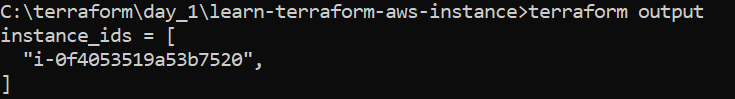 C:\terraform\day_1\learn-terraform-aws-instance>terraform output
instance_ids = [
  "i-0f4053519a53b7520",
]